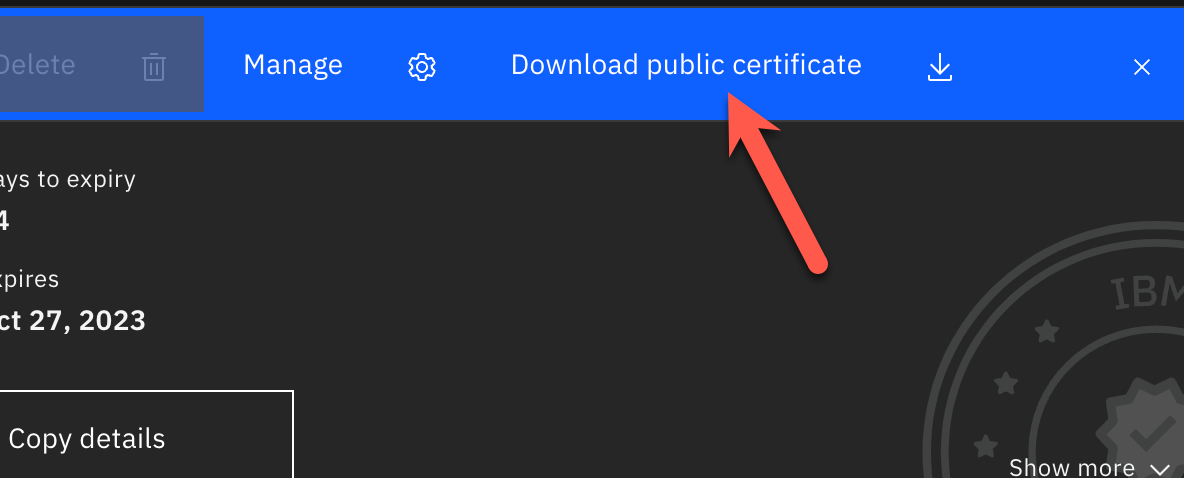 Delete Manage Download public certificate
ays to expiry
4
xpires
ct 27, 2023
IBM
Copy details
Show more